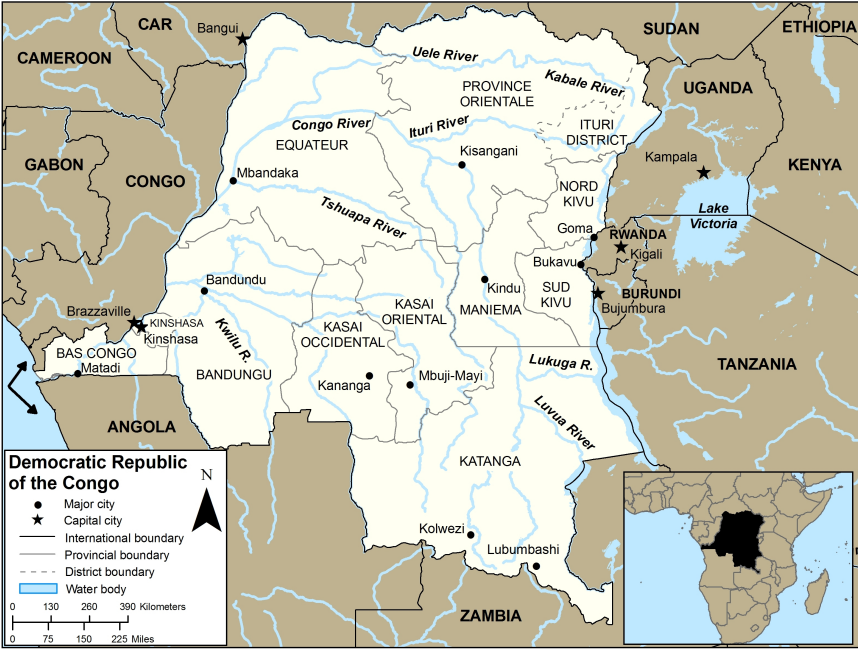 CAR
Bangui
SUDAN
ETHIOPIA
CAMEROON
Uele River
Kabale River
PROVINCE
ORIENTALE
UGANDA
Congo River
Ituri River
ITURI
DISTRICT
EQUATEUR
Kisangani
Kampala
GABON
CONGO
KENYA
Mbandaka
NORD
KIVU
Tshuapa River
Lake
Victoria
Goma
RWANDA
Kigali
Bukavu
Bandundu
Kindu
SUD
KIVU
BURUNDI
Bujumbura
KASAI
ORIENTAL
MANIEMA
Brazzaville
KINSHASA
Kinshasa
KASAI
OCCIDENTAL
Kwilu R.
BAS CONGO
Matadi
BANDUNGU
Kananga
Mbuji-Mayi
Lukuga R.
TANZANIA
Luvua River
ANGOLA
KATANGA
Kolwezi
Lubumbashi
ZAMBIA
Democratic Republic
of the Congo
N
Major city
Capital city
International boundary
Provincial boundary
District boundary
Water body
0 130 260 390 Kilometers
0 75 150 225 Miles